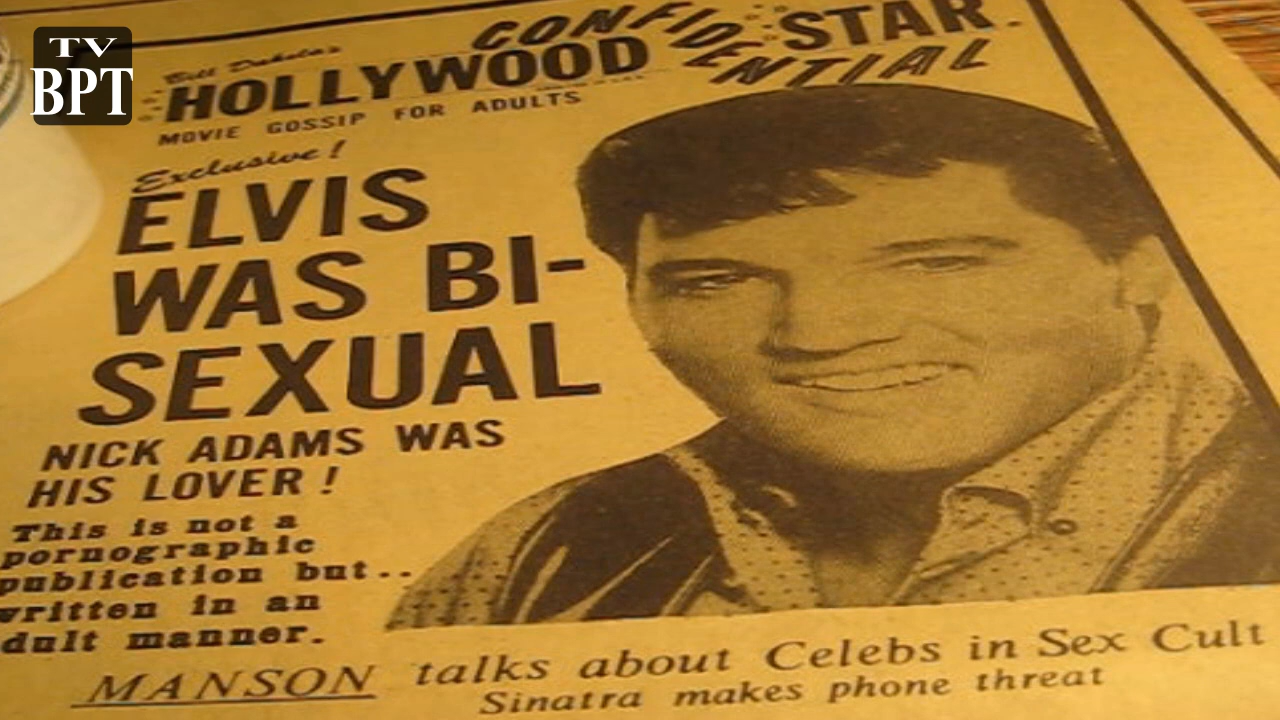 TV
BPT
Bill Dakota's
HOLLYWOOD CONFIDENTIAL STAR
MOVIE GOSSIP FOR ADULTS
Exclusive!
ELVIS
WAS BI-
SEXUAL
NICK ADAMS WAS
HIS LOVER!
This is not a
pornographic
publication but..
written in an
dult manner.
MANSON talks about Celebs in Sex Cult
Sinatra makes phone threat